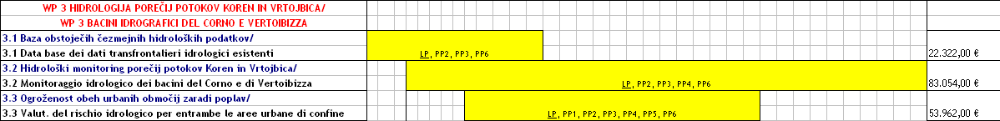 WP 3 HIDROLOGIJA POREČIJ POTOKOV KOREN IN VRTOJBICA/
WP 3 BACINI IDROGRAFICI DEL CORNO E VERTOIBIZZA
3.1 Baza obstoječih čezmejnih hidroloških podatkov/
3.1 Data base dei dati transfrontalieri idrologici esistenti
LP, PP2, PP3, PP6
22.322,00 €
3.2 Hidrološki monitoring porečij potokov Koren in Vrtojbica/
3.2 Monitoraggio idrologico dei bacini del Corno e di Vertoibizza
LP, PP2, PP3, PP4, PP6
83.054,00 €
3.3 Ogroženost obeh urbanih območij zaradi poplav/
3.3 Valut. del rischio idrologico per entrambe le aree urbane di confine
LP, PP1, PP2, PP3, PP4, PP5, PP6
53.962,00 €